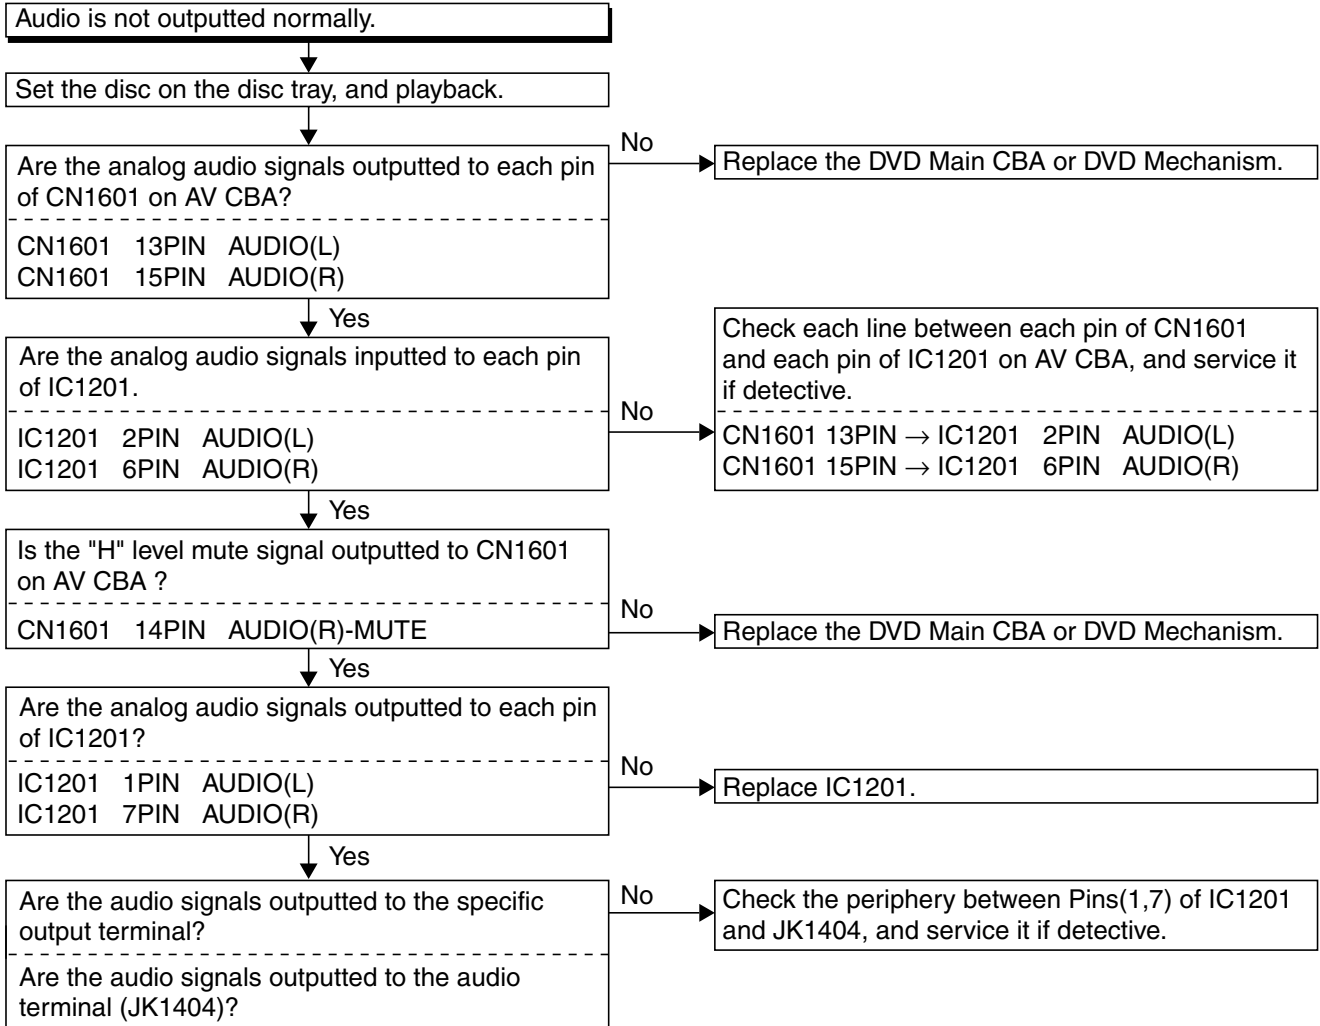 Audio is not outputted normally.
Set the disc on the disc tray, and playback.
Are the analog audio signals outputted to each pin
of CN1601 on AV CBA?
CN1601 13PIN AUDIO(L)
CN1601 15PIN AUDIO(R)
No
Replace the DVD Main CBA or DVD Mechanism.
Yes
Are the analog audio signals inputted to each pin
of IC1201.
IC1201 2PIN AUDIO(L)
IC1201 6PIN AUDIO(R)
No
Check each line between each pin of CN1601
and each pin of IC1201 on AV CBA, and service it
if detective.
CN1601 13PIN → IC1201 2PIN AUDIO(L)
CN1601 15PIN → IC1201 6PIN AUDIO(R)
Yes
Is the "H" level mute signal outputted to CN1601
on AV CBA ?
CN1601 14PIN AUDIO(R)-MUTE
No
Replace the DVD Main CBA or DVD Mechanism.
Yes
Are the analog audio signals outputted to each pin
of IC1201?
IC1201 1PIN AUDIO(L)
IC1201 7PIN AUDIO(R)
No
Replace IC1201.
Yes
Are the audio signals outputted to the specific
output terminal?
Are the audio signals outputted to the audio
terminal (JK1404)?
No
Check the periphery between Pins(1,7) of IC1201
and JK1404, and service it if detective.